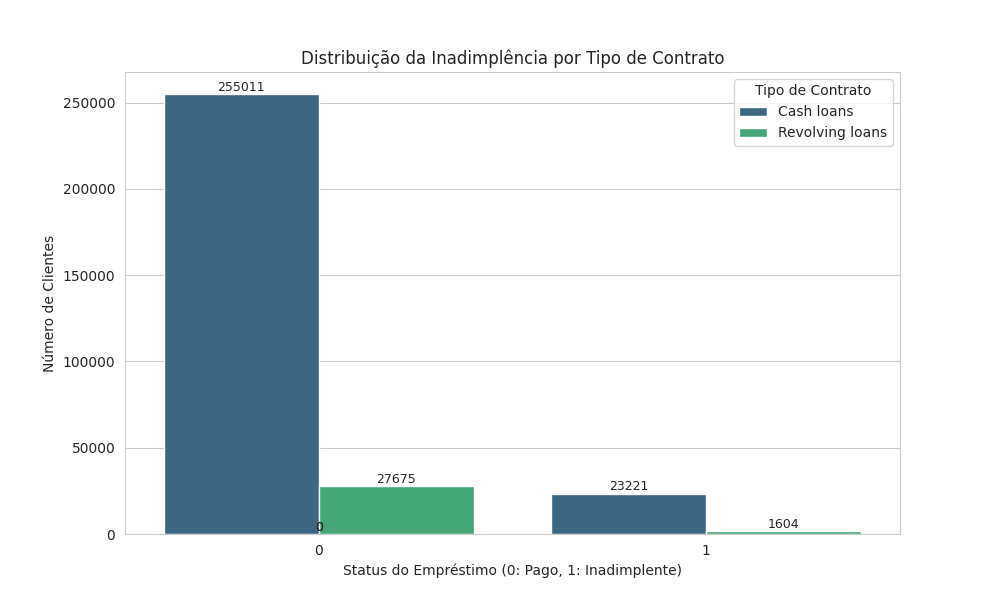 Distribuição da Inadimplência por Tipo de Contrato
Tipo de Contrato
Cash loans
Revolving loans
Número de Clientes
250000
200000
150000
100000
50000
0
255011
27675
0
23221
1604
0
1
Status do Empréstimo (0: Pago, 1: Inadimplente)